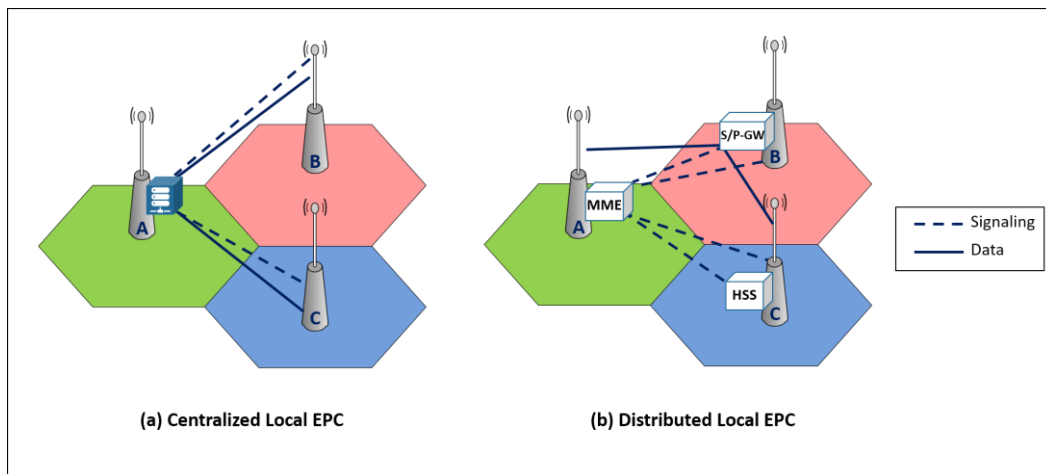 A
B
C
(a) Centralized Local EPC
S/P-GW
B
MME
A
HSS
C
(b) Distributed Local EPC
Signaling
Data